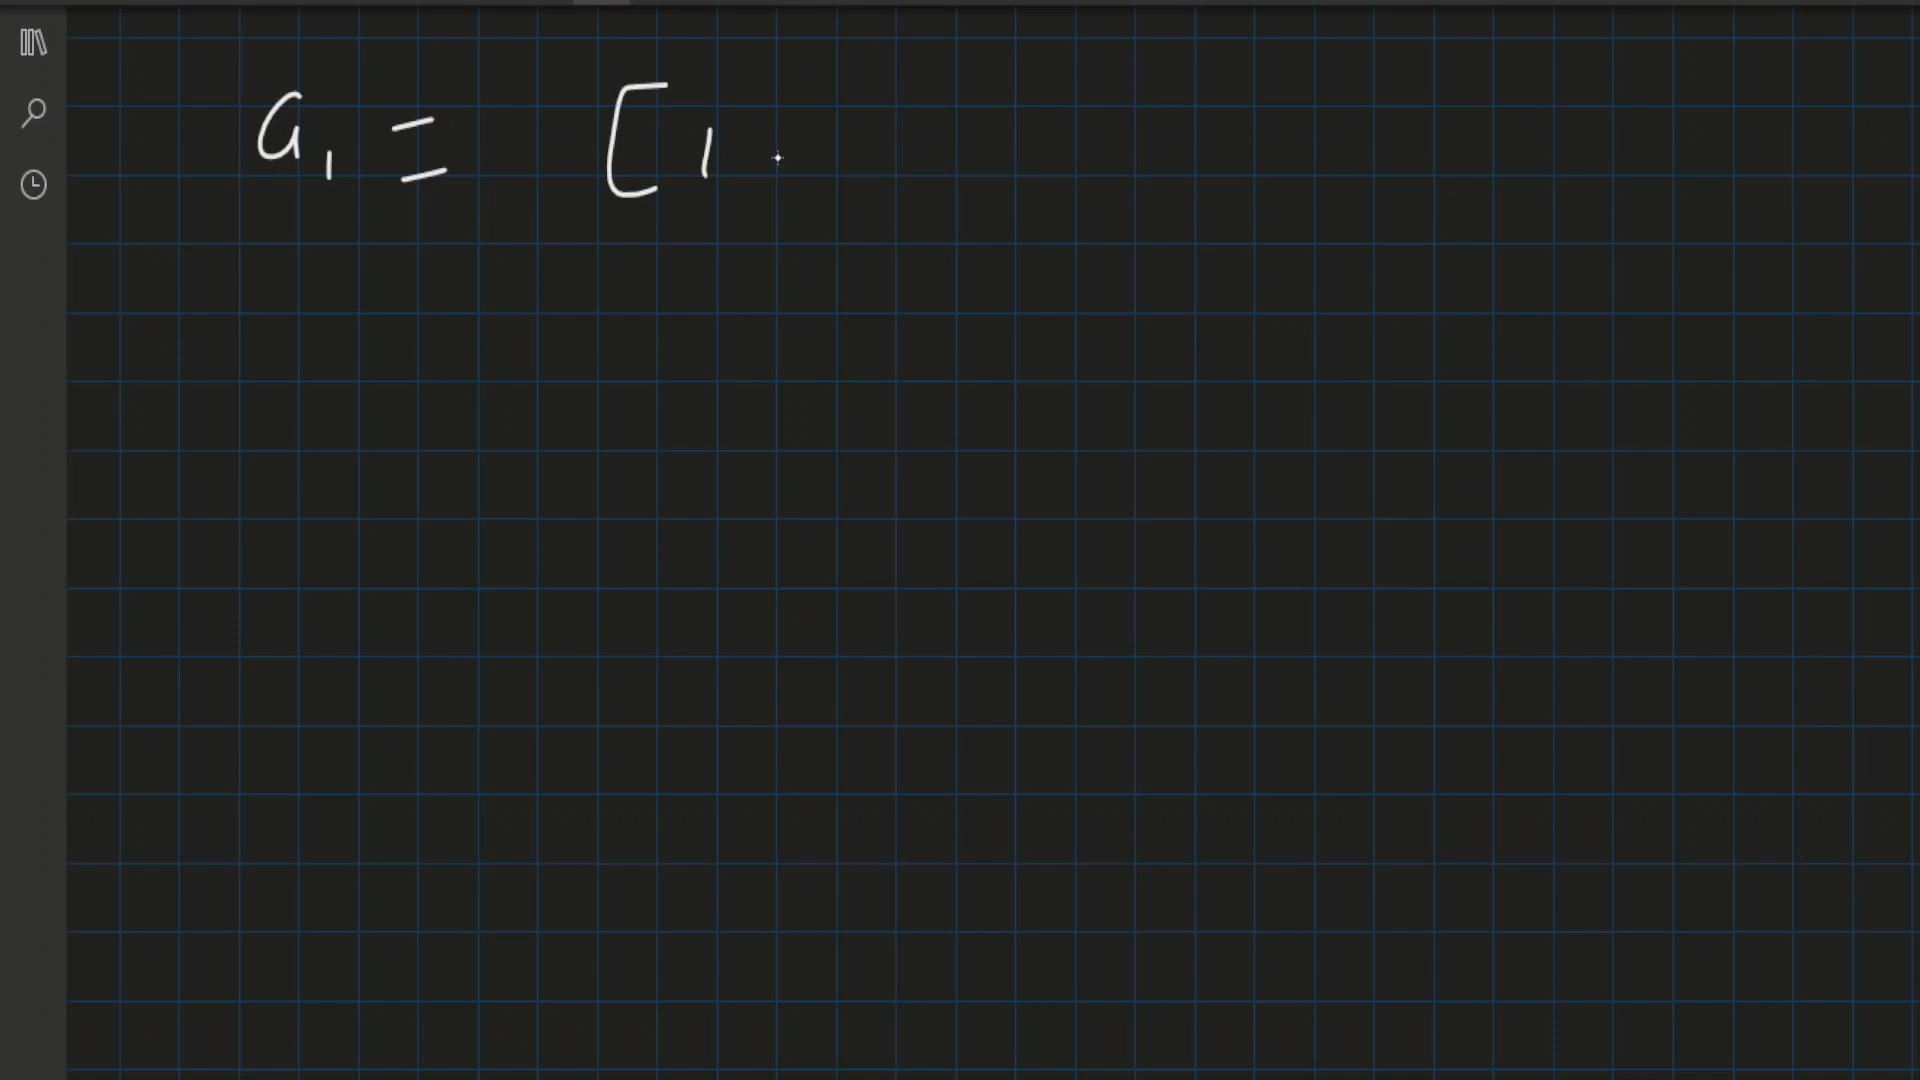 a₁ = [1